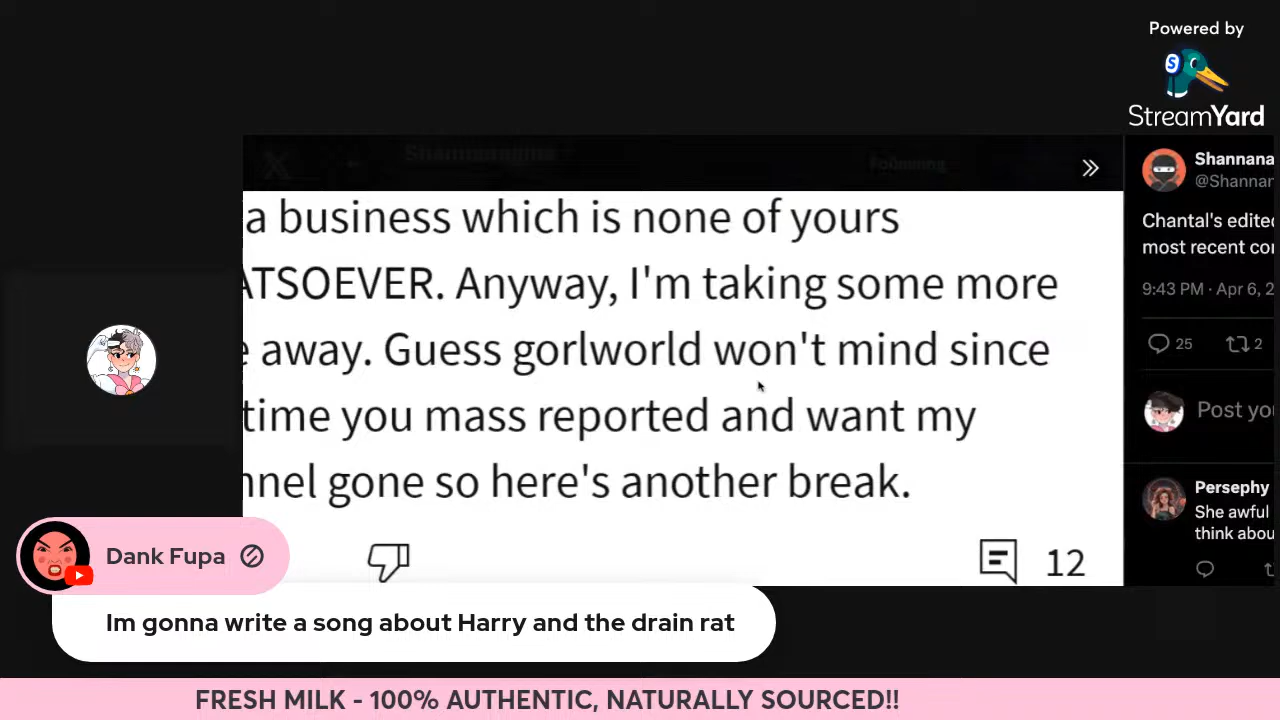 Powered by
StreamYard
Shannana
@Shannar
Chantal's edite
most recent cor
9:43 PM · Apr 6, 2
25
2
Post you
Persephy
She awful
think abou
a business which is none of yours
ATSOEVER. Anyway, I'm taking some more
e away. Guess gorlworld won't mind since
time you mass reported and want my
nnel gone so here's another break.
12
Dank Fupa
Im gonna write a song about Harry and the drain rat
FRESH MILK - 100% AUTHENTIC, NATURALLY SOURCED!!